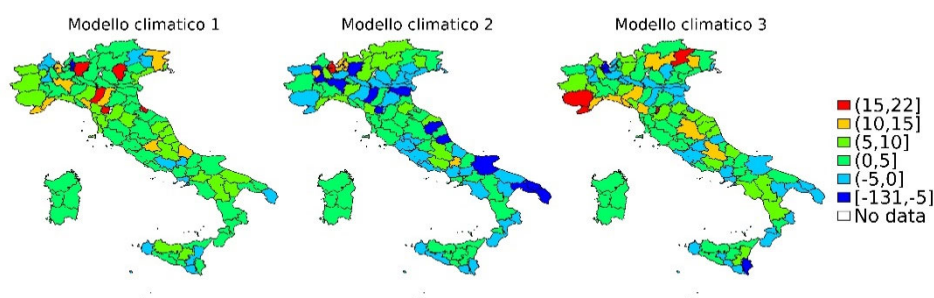 Modello climatico 1
Modello climatico 2
Modello climatico 3
(15,22]
(10,15]
(5,10]
(0,5]
(-5,0]
[-131,-5]
No data